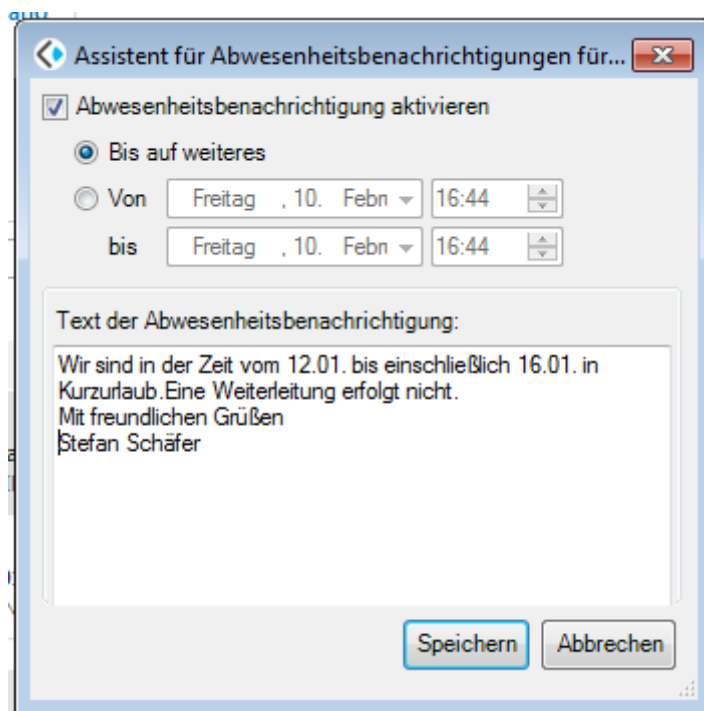 Assistent für Abwesenheitsbenachrichtigungen für...
Abwesenheitsbenachrichtigung aktivieren
Bis auf weiteres
Von Freitag , 10. Febr 16:44
bis Freitag , 10. Febr 16:44
Text der Abwesenheitsbenachrichtigung:
Wir sind in der Zeit vom 12.01. bis einschließlich 16.01. in
Kurzurlaub.Eine Weiterleitung erfolgt nicht.
Mit freundlichen Grüßen
Stefan Schäfer
Speichern Abbrechen